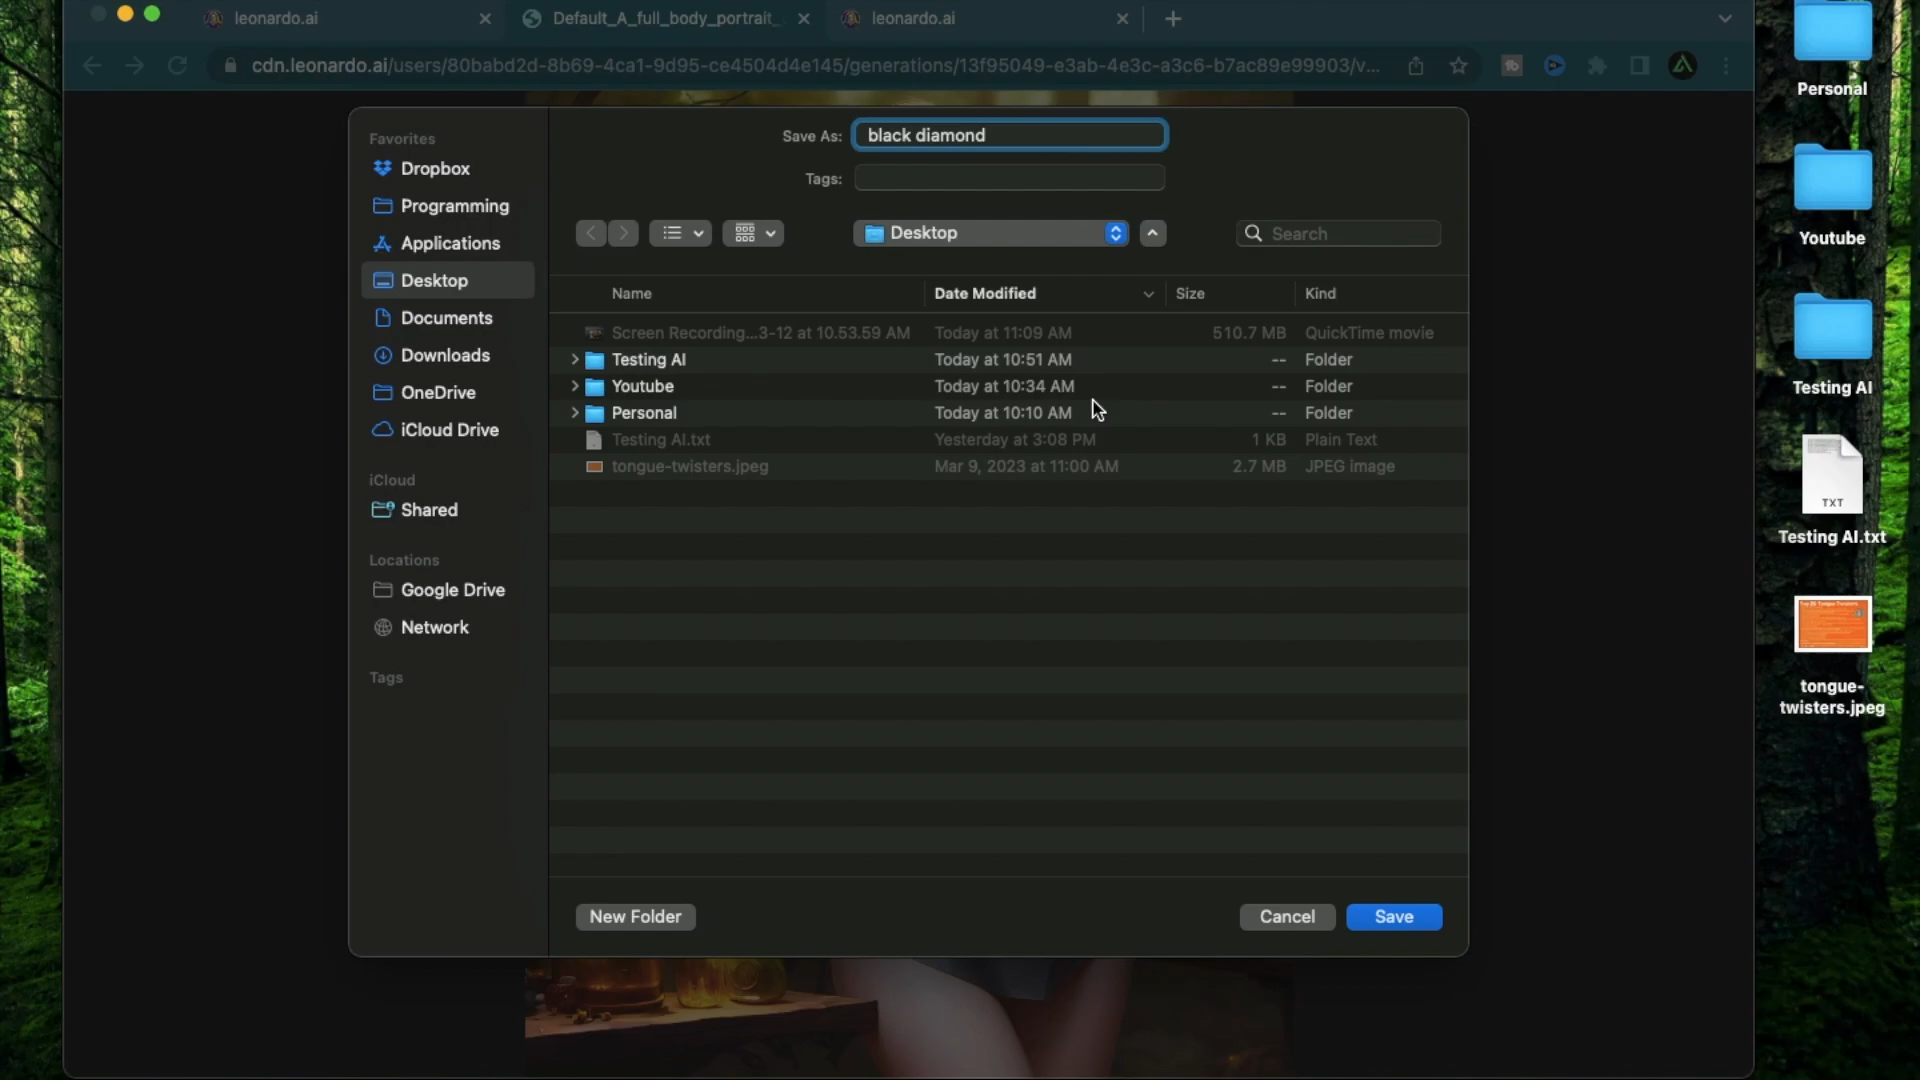 leonardo.ai
Default_A_full_body_portrait_
leonardo.ai
cdn.leonardo.ai/users/80babd2d-8b69-4ca1-9d95-ce4504d4e145/generations/13f95049-e3ab-4e3c-a3c6-b7ac89e99903/v...
Favorites
Dropbox
Programming
Applications
Desktop
Documents
Downloads
OneDrive
iCloud Drive
iCloud
Shared
Locations
Google Drive
Network
Tags
Save As: black diamond
Tags:
Desktop
Search
Name Date Modified Size Kind
Screen Recording...3-12 at 10.53.59 AM Today at 11:09 AM 510.7 MB QuickTime movie
Testing AI Today at 10:51 AM -- Folder
Youtube Today at 10:34 AM -- Folder
Personal Today at 10:10 AM -- Folder
Testing AI.txt Yesterday at 3:08 PM 1 KB Plain Text
tongue-twisters.jpeg Mar 9, 2023 at 11:00 AM 2.7 MB JPEG image
New Folder Cancel Save
Personal
Youtube
Testing AI
TXT
Testing AI.txt
tongue-
twisters.jpeg